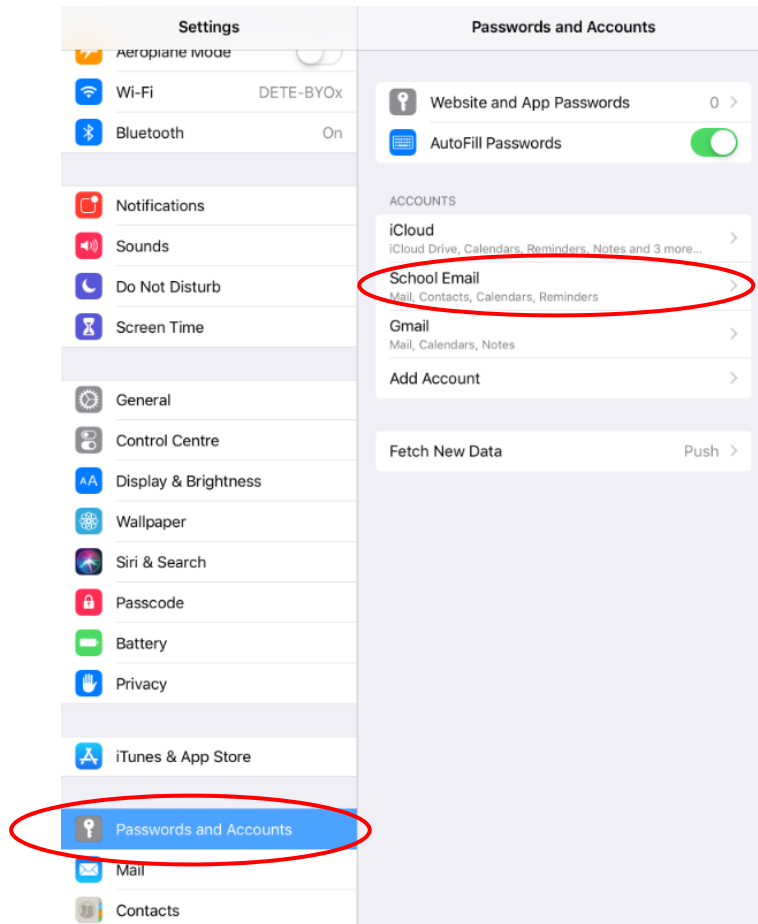 Settings
Aeroplane Mode
Wi-Fi DETE-BYOx
Bluetooth On
Notifications
Sounds
Do Not Disturb
Screen Time
General
Control Centre
AA Display & Brightness
Wallpaper
Siri & Search
Passcode
Battery
Privacy
iTunes & App Store
Passwords and Accounts
Mail
Contacts
Passwords and Accounts
Website and App Passwords 0
AutoFill Passwords
ACCOUNTS
iCloud
iCloud Drive, Calendars, Reminders, Notes and 3 more...
School Email
Mail, Contacts, Calendars, Reminders
Gmail
Mail, Calendars, Notes
Add Account
Fetch New Data Push